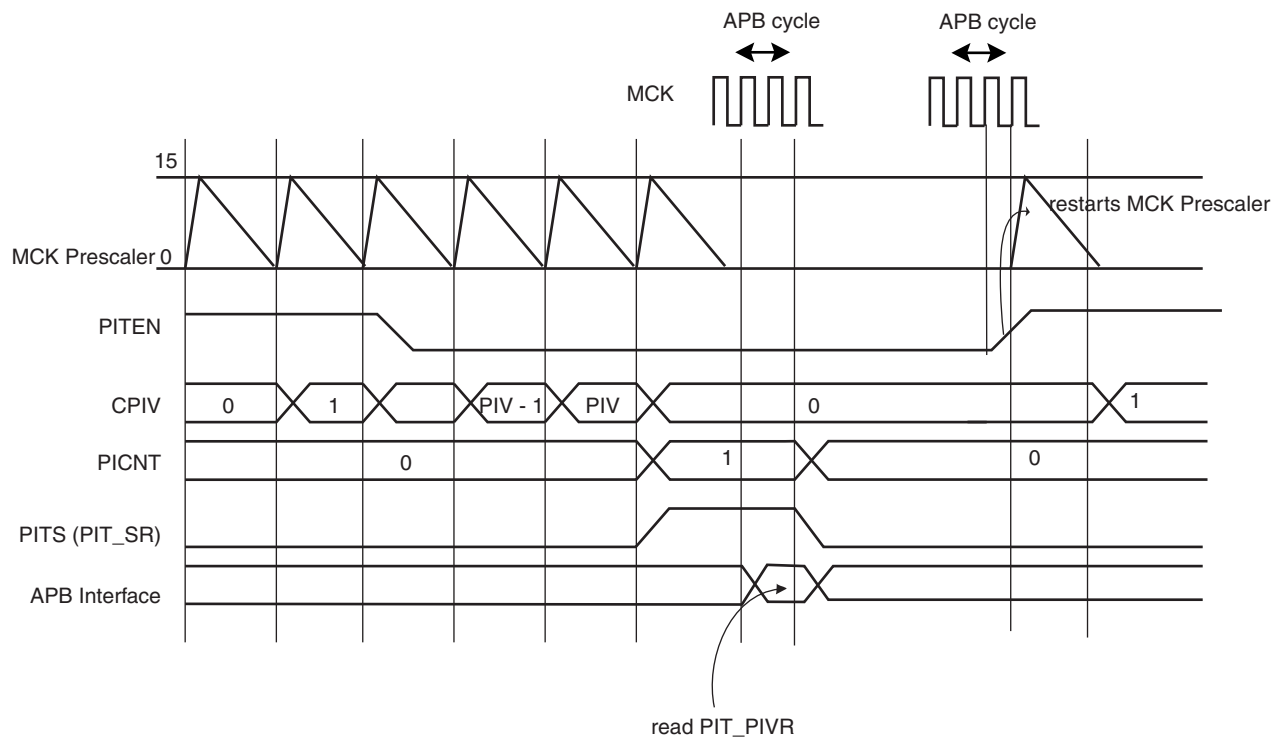 APB cycle
APB cycle
MCK
15
restarts MCK Prescaler
MCK Prescaler 0
PITEN
CPIV
0
1
PIV - 1
PIV
0
1
PICNT
0
1
0
PITS (PIT_SR)
APB Interface
read PIT_PIVR